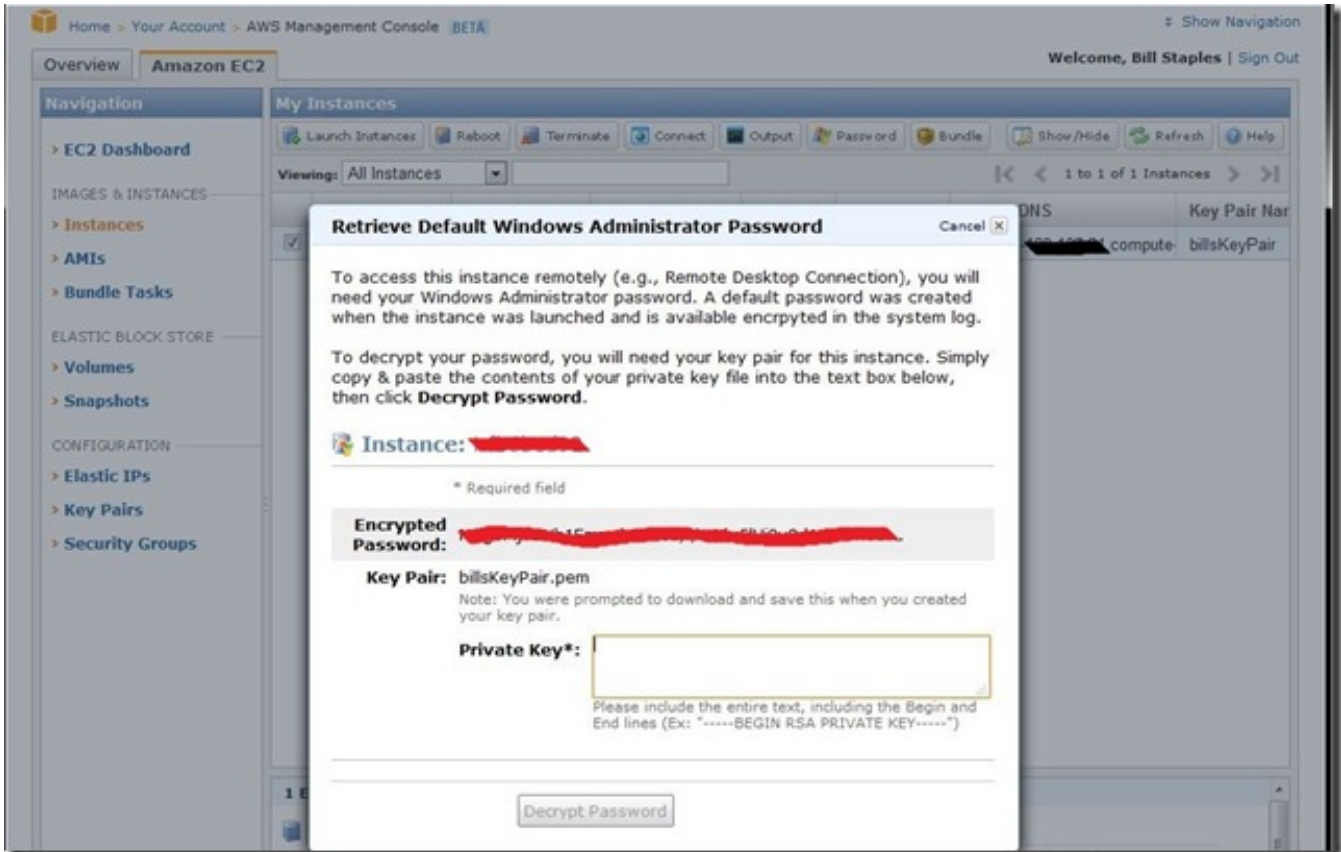 Home > Your Account > AWS Management Console BETA
Show Navigation
Overview
Amazon EC2
Welcome, Bill Staples | Sign Out
Navigation
> EC2 Dashboard
IMAGES & INSTANCES
> Instances
> AMIs
> Bundle Tasks
ELASTIC BLOCK STORE
> Volumes
> Snapshots
CONFIGURATION
> Elastic IPs
> Key Pairs
> Security Groups
My Instances
Launch Instances Reboot Terminate Connect Output Password Bundle Show/Hide Refresh Help
Viewing: All Instances
1 to 1 of 1 Instances
DNS Key Pair Nar
compute- billsKeyPair
Retrieve Default Windows Administrator Password
Cancel
To access this instance remotely (e.g., Remote Desktop Connection), you will
need your Windows Administrator password. A default password was created
when the instance was launched and is available encrpyted in the system log.
To decrypt your password, you will need your key pair for this instance. Simply
copy & paste the contents of your private key file into the text box below,
then click Decrypt Password.
Instance:
* Required field
Encrypted
Password:
Key Pair: billsKeyPair.pem
Note: You were prompted to download and save this when you created
your key pair.
Private Key*:
Please include the entire text, including the Begin and
End lines (Ex: "-----BEGIN RSA PRIVATE KEY-----")
Decrypt Password
1 E